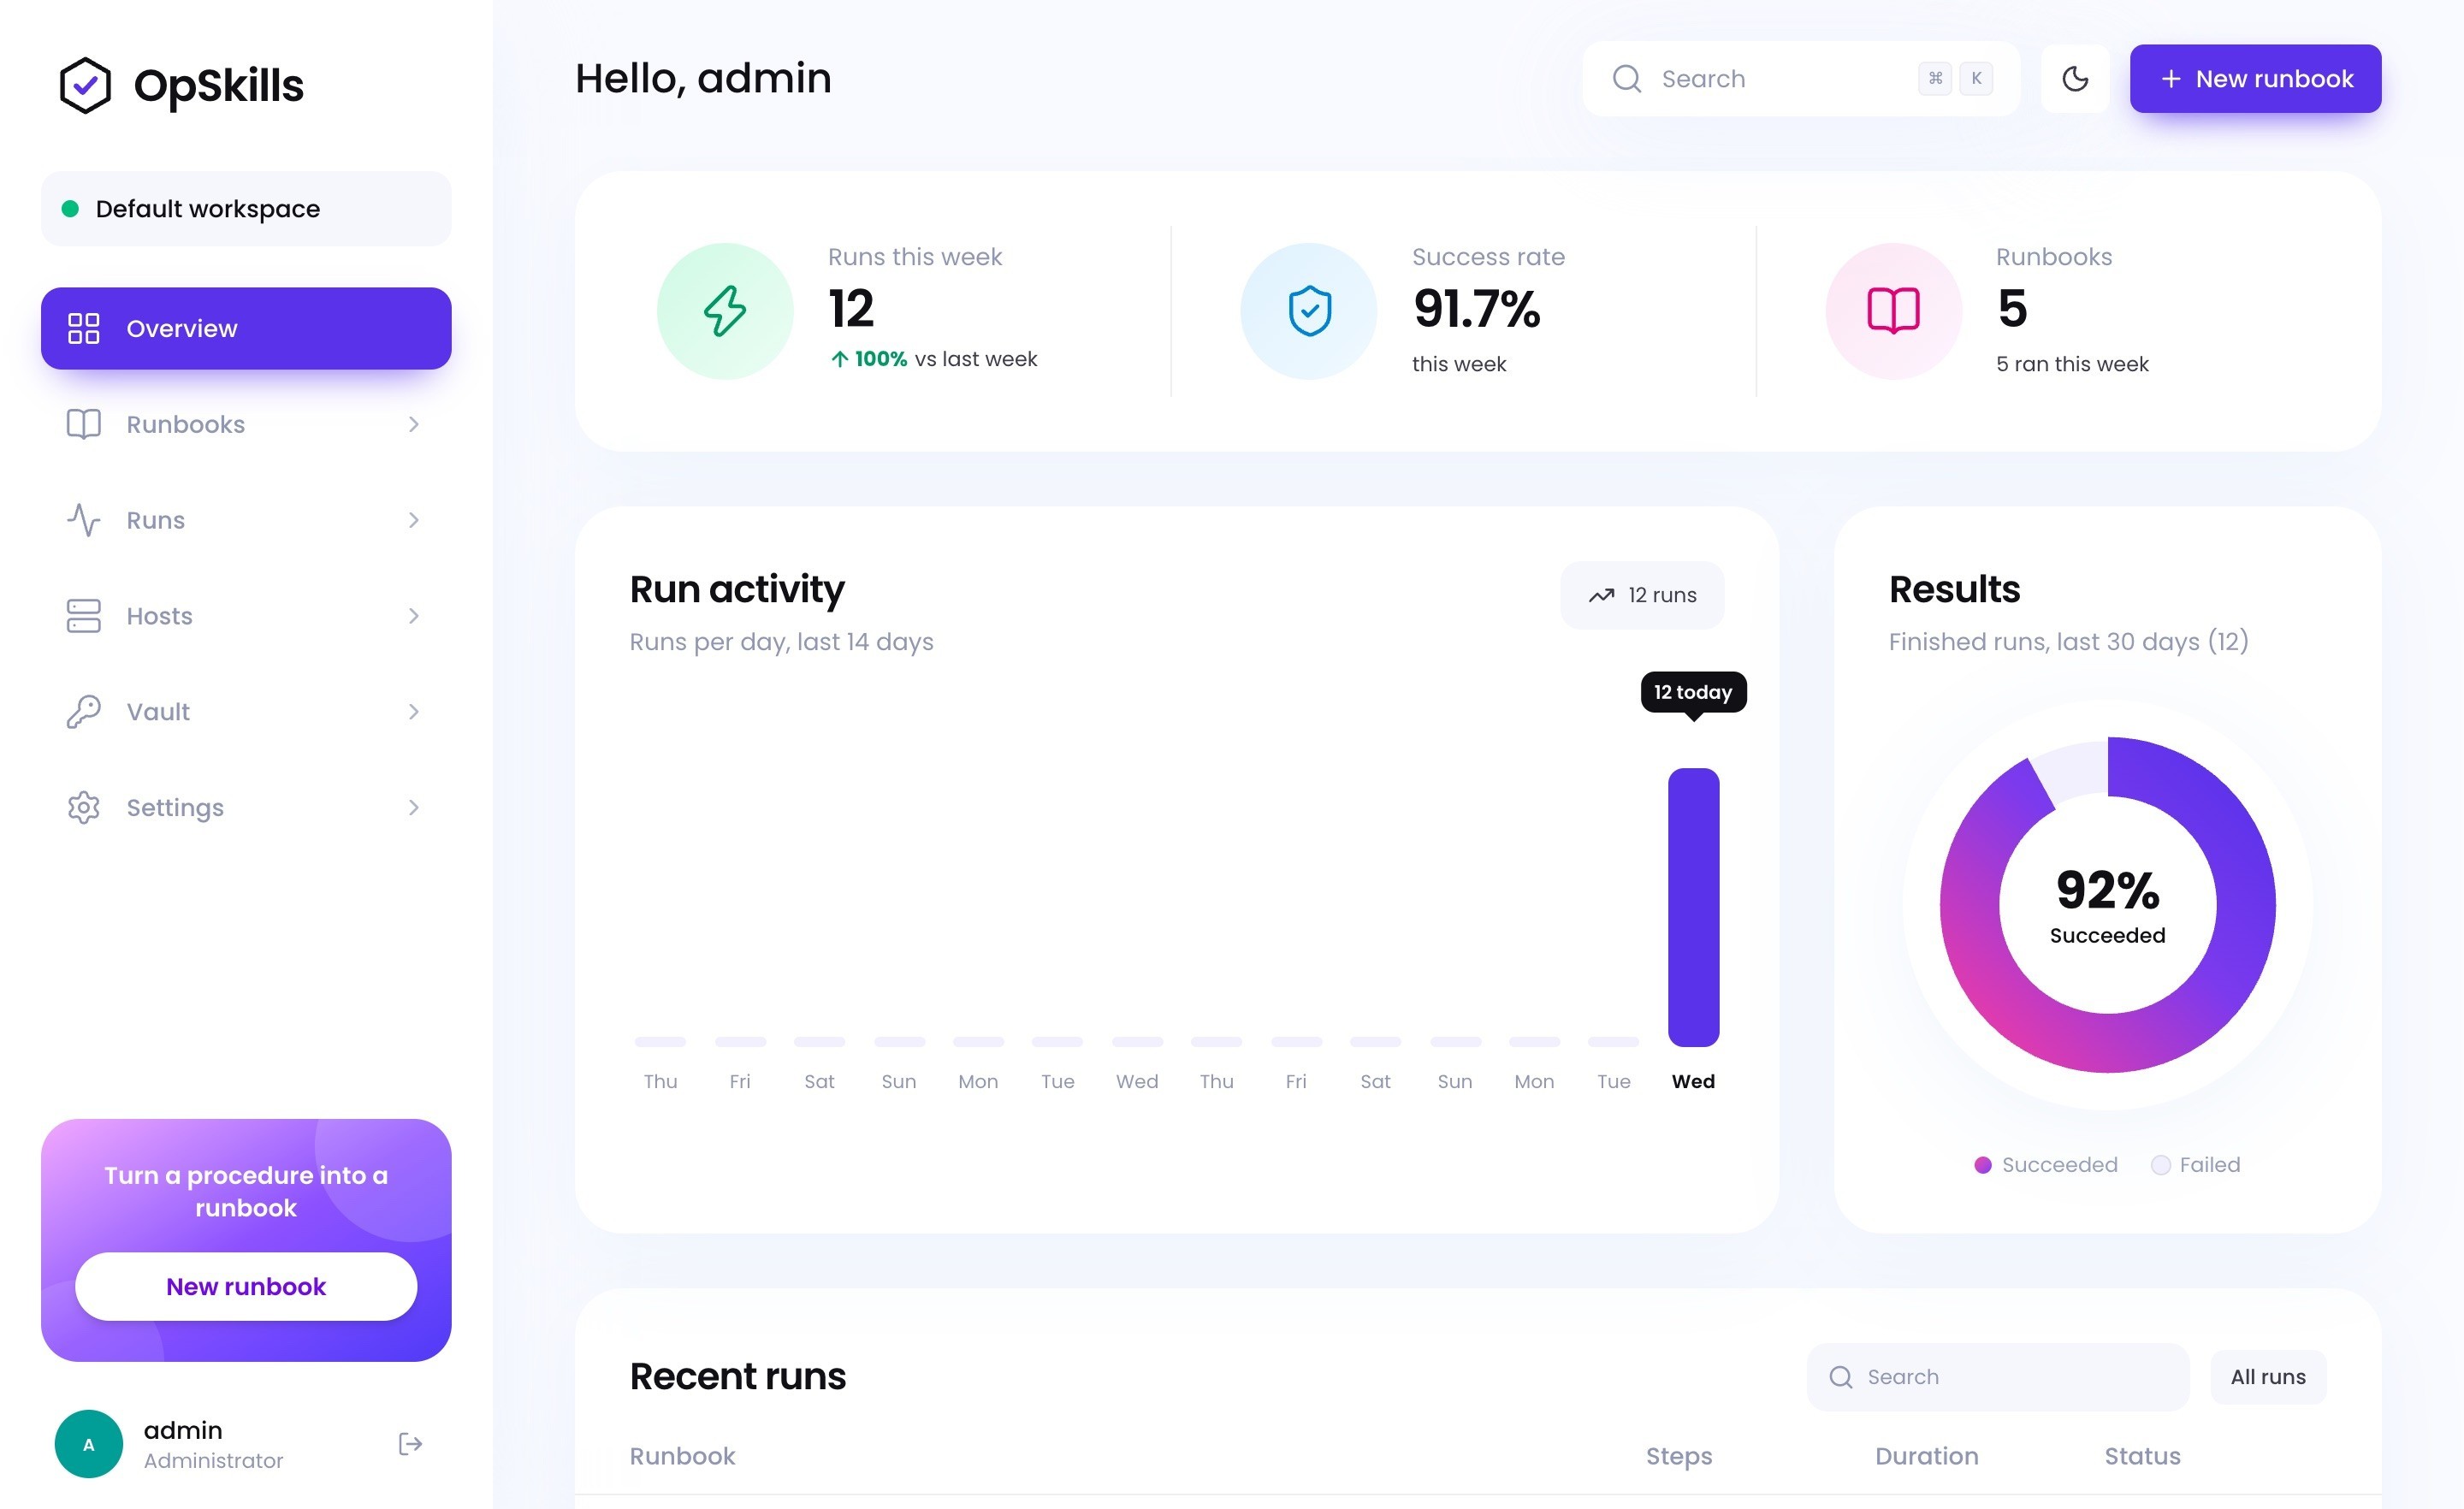 OpSkills
Default workspace
Overview
Runbooks
Runs
Hosts
Vault
Settings
Turn a procedure into a
runbook
New runbook
A
admin
Administrator
Hello, admin
Search
⌘ K
New runbook
Runs this week
12
100% vs last week
Success rate
91.7%
this week
Runbooks
5
5 ran this week
Run activity
Runs per day, last 14 days
12 runs
12 today
Thu Fri Sat Sun Mon Tue Wed Thu Fri Sat Sun Mon Tue Wed
Results
Finished runs, last 30 days (12)
92%
Succeeded
Succeeded Failed
Recent runs
Search
All runs
Runbook Steps Duration Status